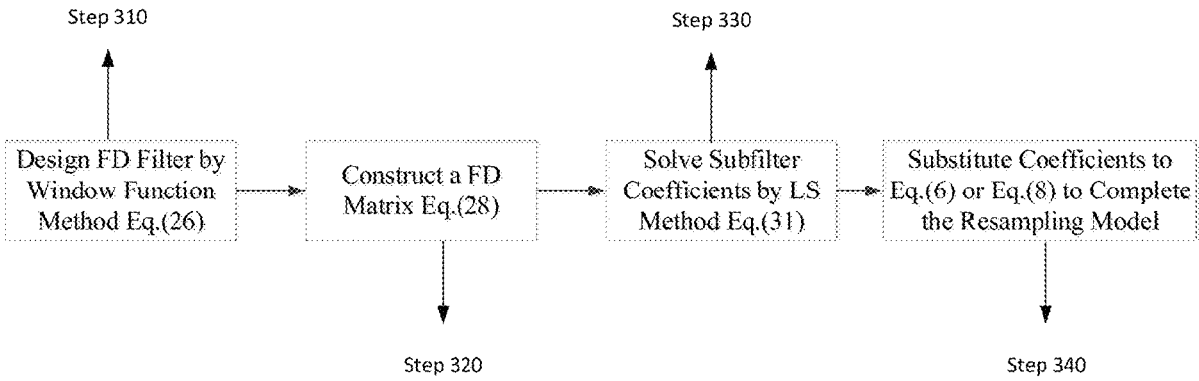 Step 310
Step 330
Design FD Filter by
Window Function
Method Eq.(26)
Construct a FD
Matrix Eq.(28)
Solve Subfilter
Coefficients by LS
Method Eq.(31)
Substitute Coefficients to
Eq.(6) or Eq.(8) to Complete
the Resampling Model
Step 320
Step 340